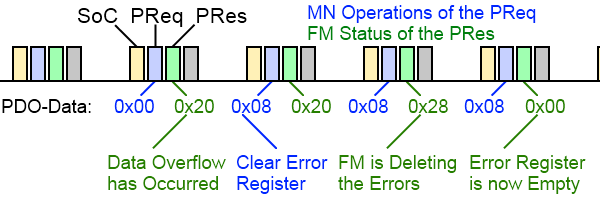 SoC PReq PRes
MN Operations of the PReq
FM Status of the PRes
PDO-Data: 0x00 0x20 0x08 0x20 0x08 0x28 0x08 0x00
Data Overflow
has Occurred
Clear Error
Register
FM is Deleting
the Errors
Error Register
is now Empty